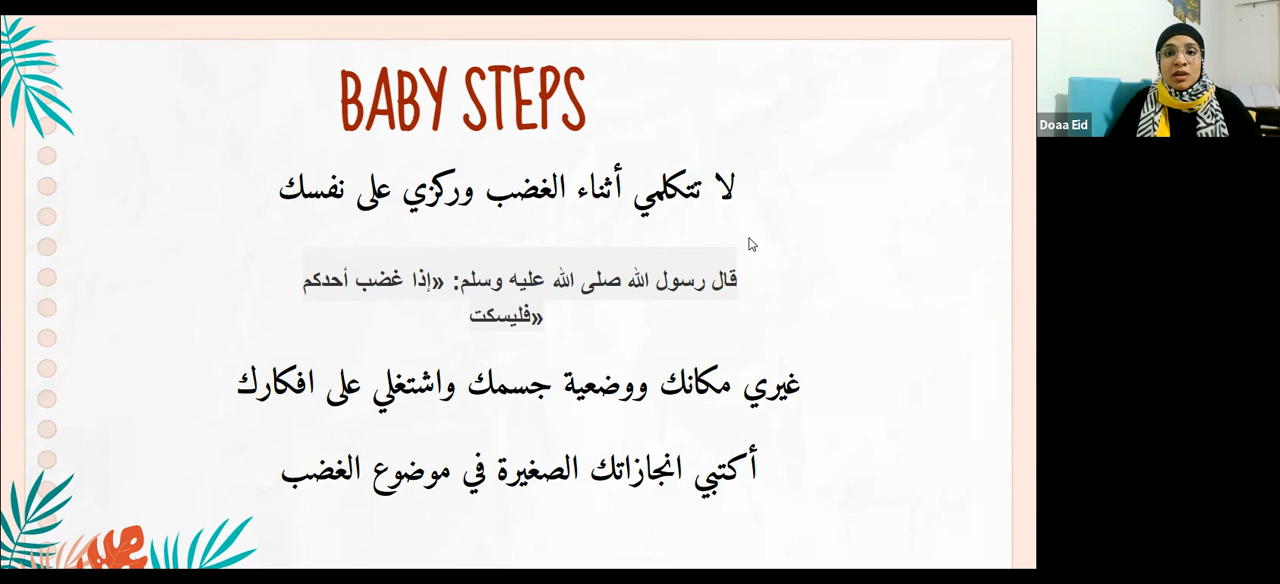 BABY STEPS
لا تتكلمي أثناء الغضب وركزي على نفسك
قال رسول الله صلى الله عليه وسلم: «إذا غضب أحدكم
فليسكت»
غيري مكانك ووضعية جسمك واشتغلي على افكارك
أكتبي انجازاتك الصغيرة في موضوع الغضب
Doaa Eid